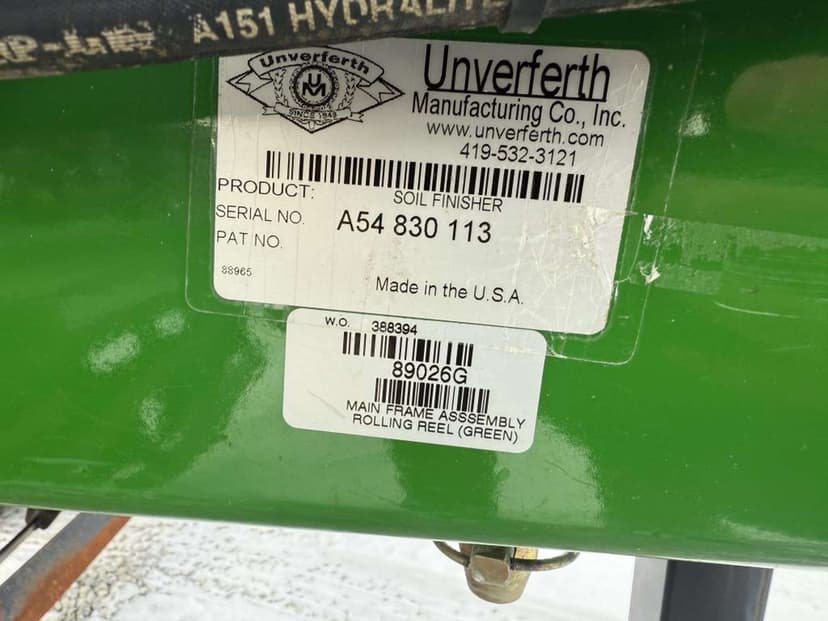 A151 HYDRALITE
Unverferth
UM
SINCE 1948
Unverferth
Manufacturing Co., Inc.
www.unverferth.com
419-532-3121
PRODUCT: SOIL FINISHER
SERIAL NO. A54 830 113
PAT NO.
88965
Made in the U.S.A.
W.O. 388394
89026G
MAIN FRAME ASSSEMBLY
ROLLING REEL (GREEN)